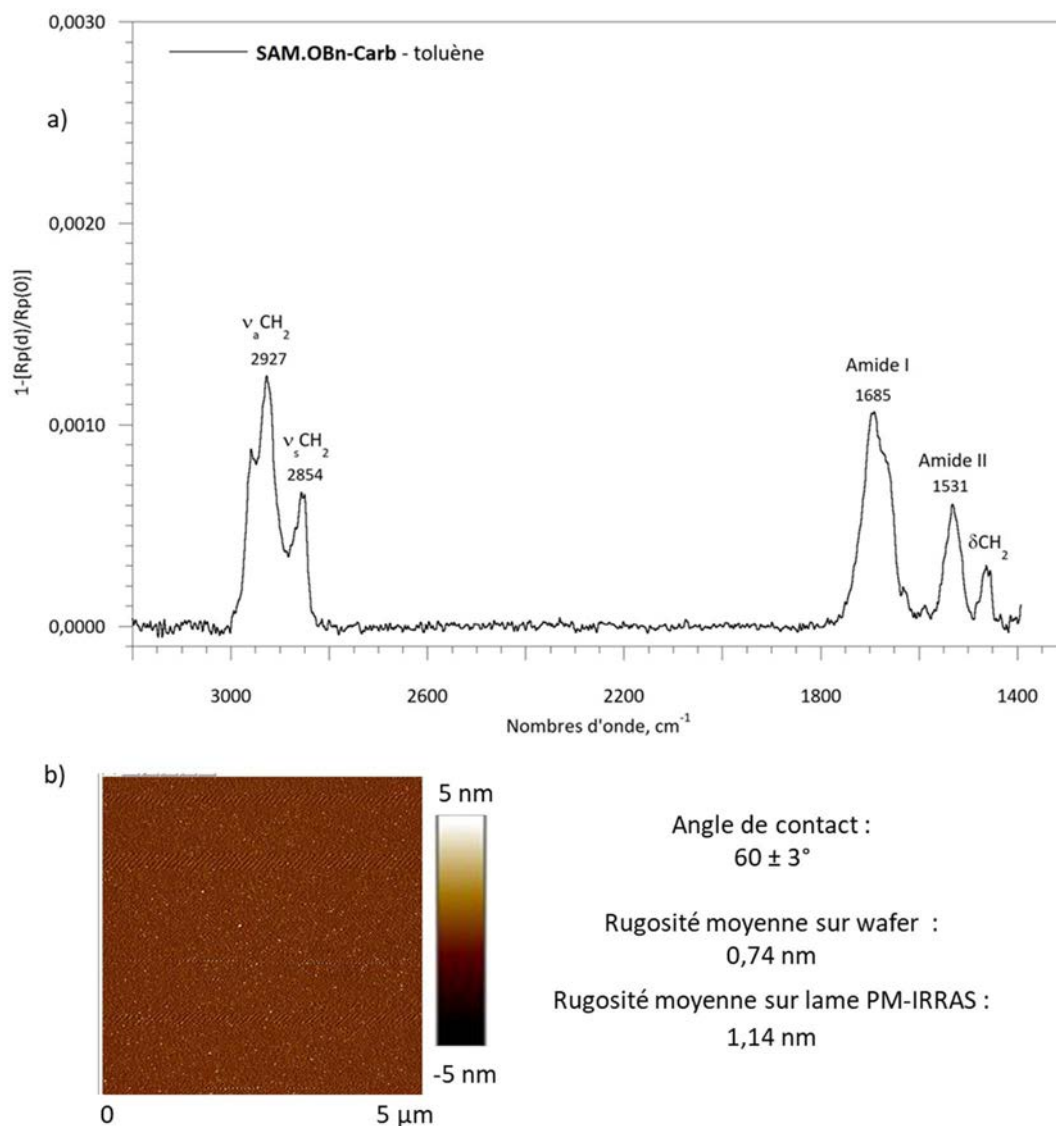 0,0030
SAM.OBn-Carb - toluène
a)
0,0020
1-[Rp(d)/Rp(0)]
νaCH2
2927
νsCH2
2854
Amide I
1685
Amide II
1531
δCH2
0,0010
0,0000
3000 2600 2200 1800 1400
Nombres d'onde, cm-1
b)
5 nm
-5 nm
0 5 µm
Angle de contact :
60 ± 3°
Rugosité moyenne sur wafer :
0,74 nm
Rugosité moyenne sur lame PM-IRRAS :
1,14 nm